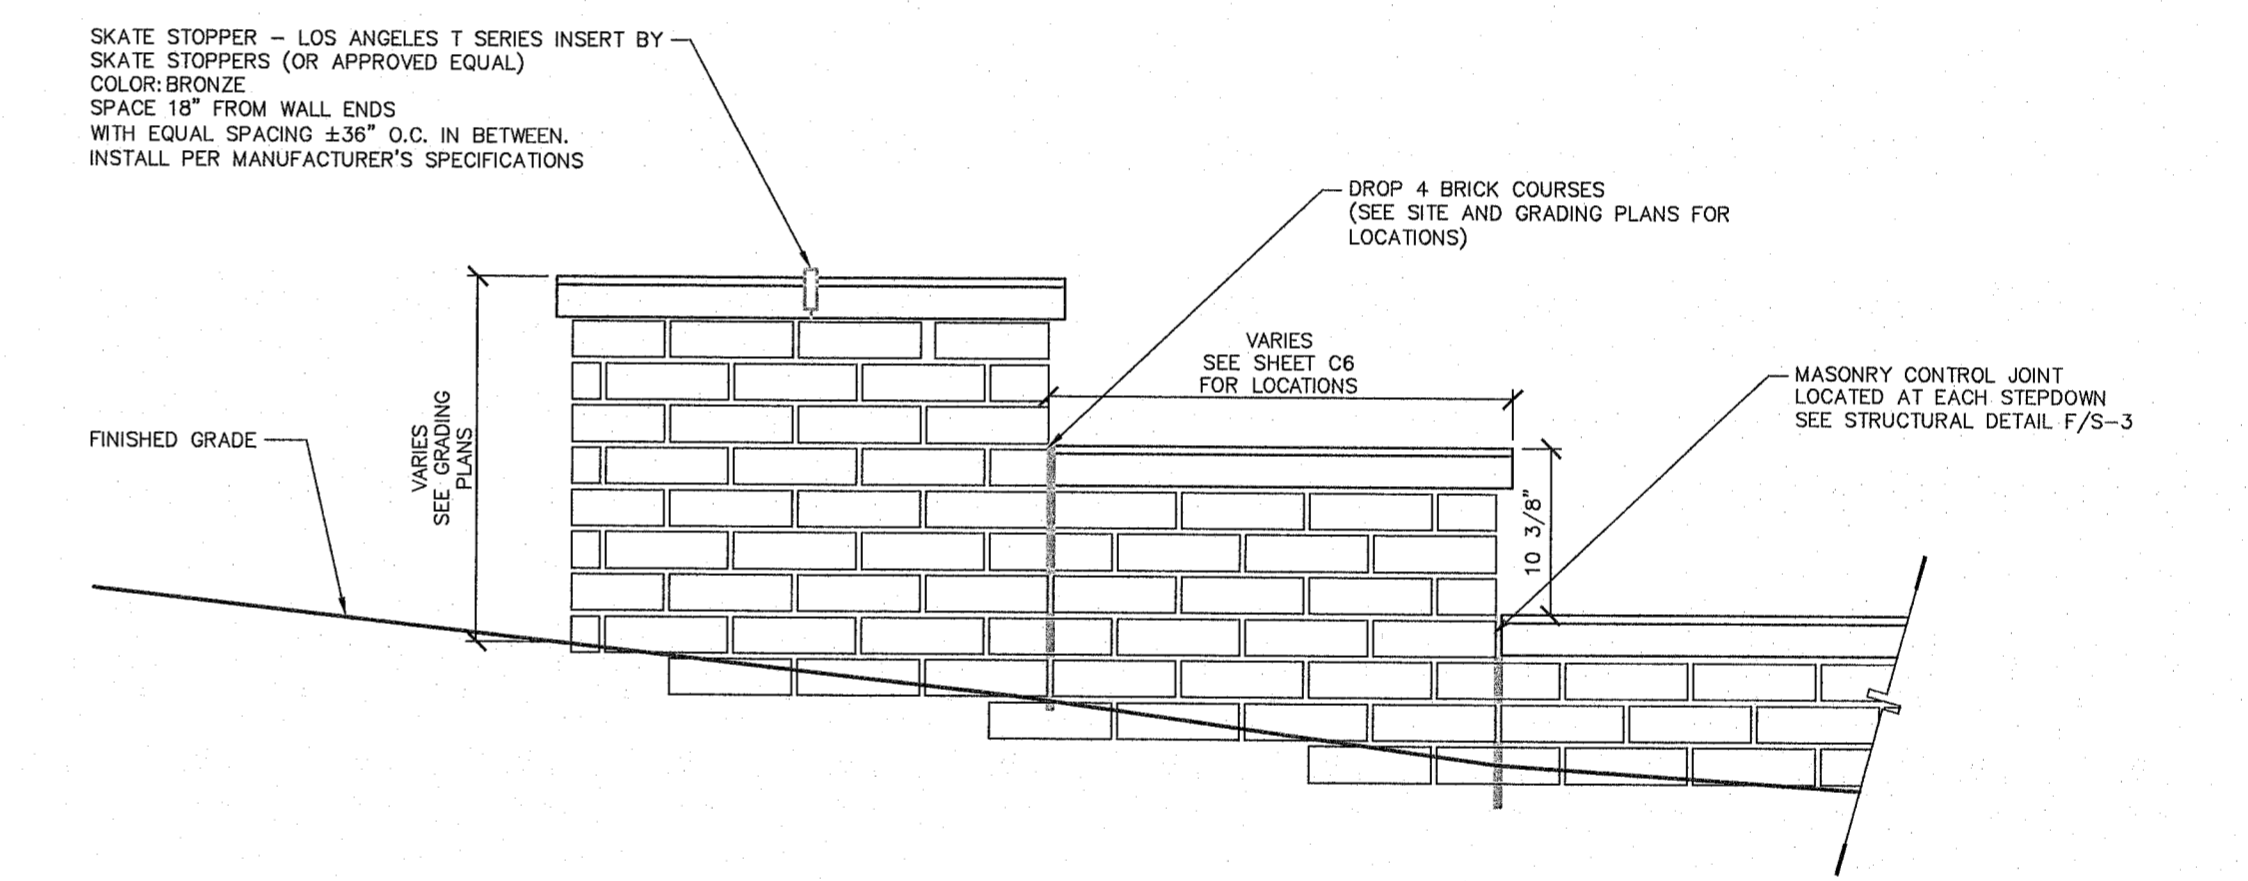 SKATE STOPPER – LOS ANGELES T SERIES INSERT BY
SKATE STOPPERS (OR APPROVED EQUAL)
COLOR: BRONZE
SPACE 18" FROM WALL ENDS
WITH EQUAL SPACING ±36" O.C. IN BETWEEN.
INSTALL PER MANUFACTURER'S SPECIFICATIONS
DROP 4 BRICK COURSES
(SEE SITE AND GRADING PLANS FOR
LOCATIONS)
VARIES
SEE SHEET C6
FOR LOCATIONS
MASONRY CONTROL JOINT
LOCATED AT EACH STEPDOWN
SEE STRUCTURAL DETAIL F/S-3
FINISHED GRADE
VARIES
SEE GRADING
PLANS
10 3/8"